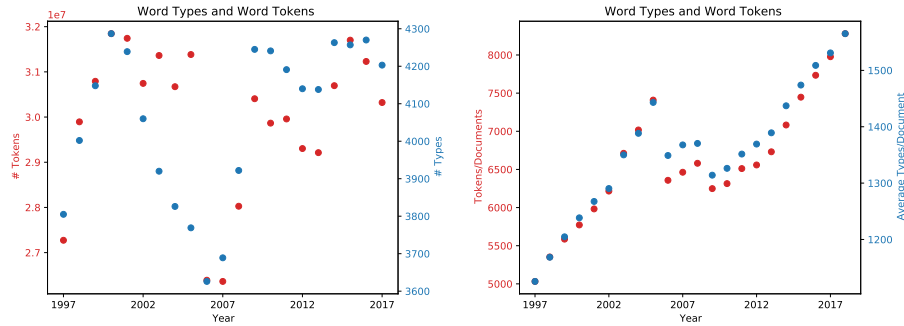 Word Types and Word Tokens
1e7
3.2
3.1
3.0
2.9
2.8
2.7
# Tokens
4300
4200
4100
4000
3900
3800
3700
3600
# Types
1997 2002 2007 2012 2017
Year
Word Types and Word Tokens
8000
7500
7000
6500
6000
5500
5000
Tokens/Documents
1500
1400
1300
1200
Average Types/Document
1997 2002 2007 2012 2017
Year